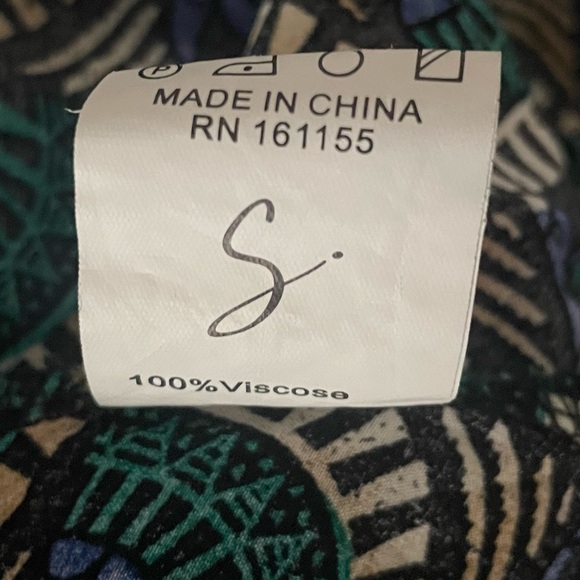 P
MADE IN CHINA
RN 161155
S.
100%Viscose